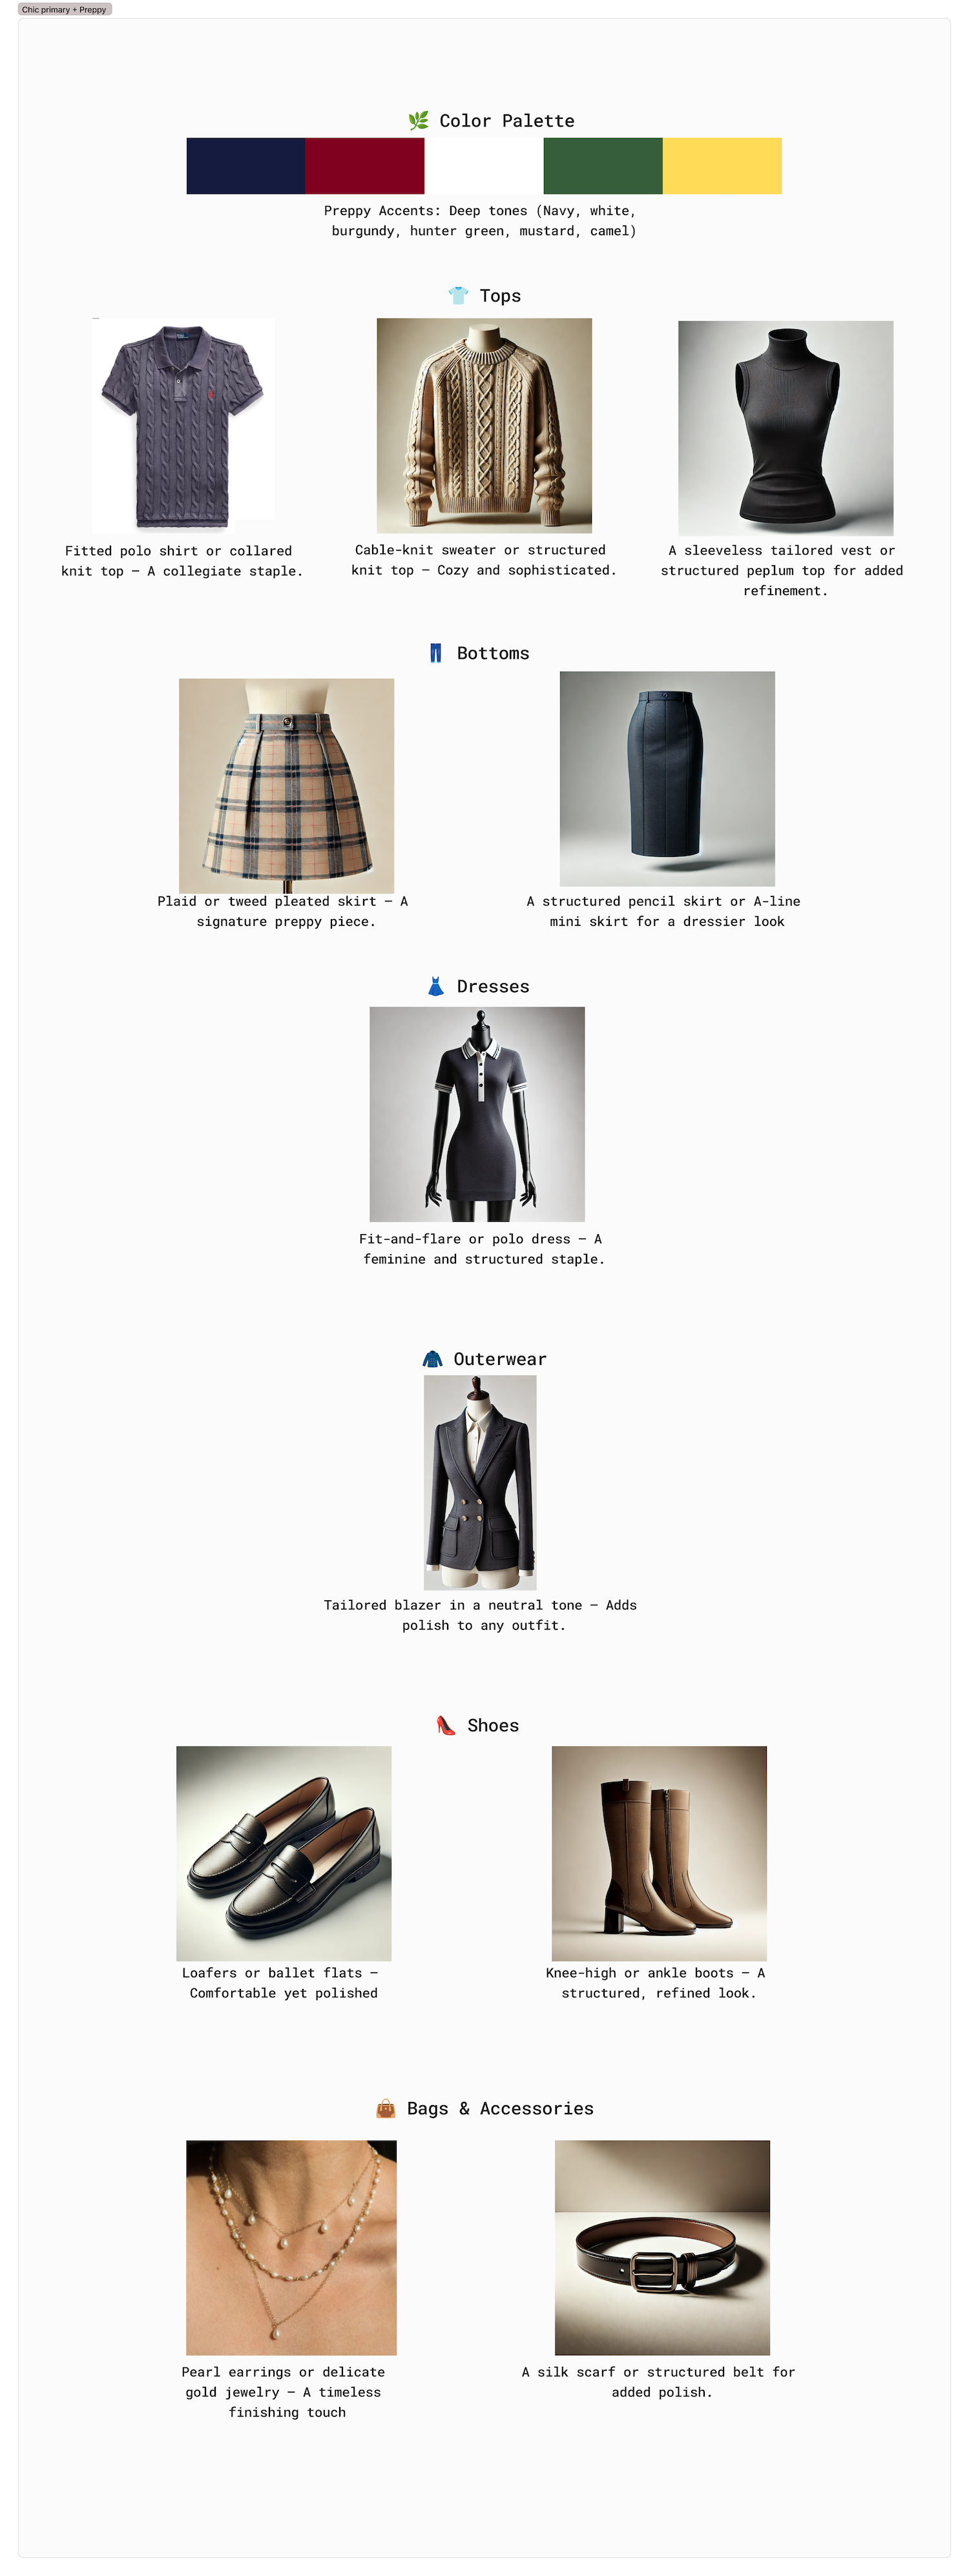 Chic primary + Preppy
🌿 Color Palette
Preppy Accents: Deep tones (Navy, white,
burgundy, hunter green, mustard, camel)
👕 Tops
Fitted polo shirt or collared
knit top – A collegiate staple.
Cable-knit sweater or structured
knit top – Cozy and sophisticated.
A sleeveless tailored vest or
structured peplum top for added
refinement.
👖 Bottoms
Plaid or tweed pleated skirt – A
signature preppy piece.
A structured pencil skirt or A-line
mini skirt for a dressier look
👗 Dresses
Fit-and-flare or polo dress – A
feminine and structured staple.
🧥 Outerwear
Tailored blazer in a neutral tone – Adds
polish to any outfit.
👠 Shoes
Loafers or ballet flats –
Comfortable yet polished
Knee-high or ankle boots – A
structured, refined look.
👜 Bags & Accessories
Pearl earrings or delicate
gold jewelry – A timeless
finishing touch
A silk scarf or structured belt for
added polish.